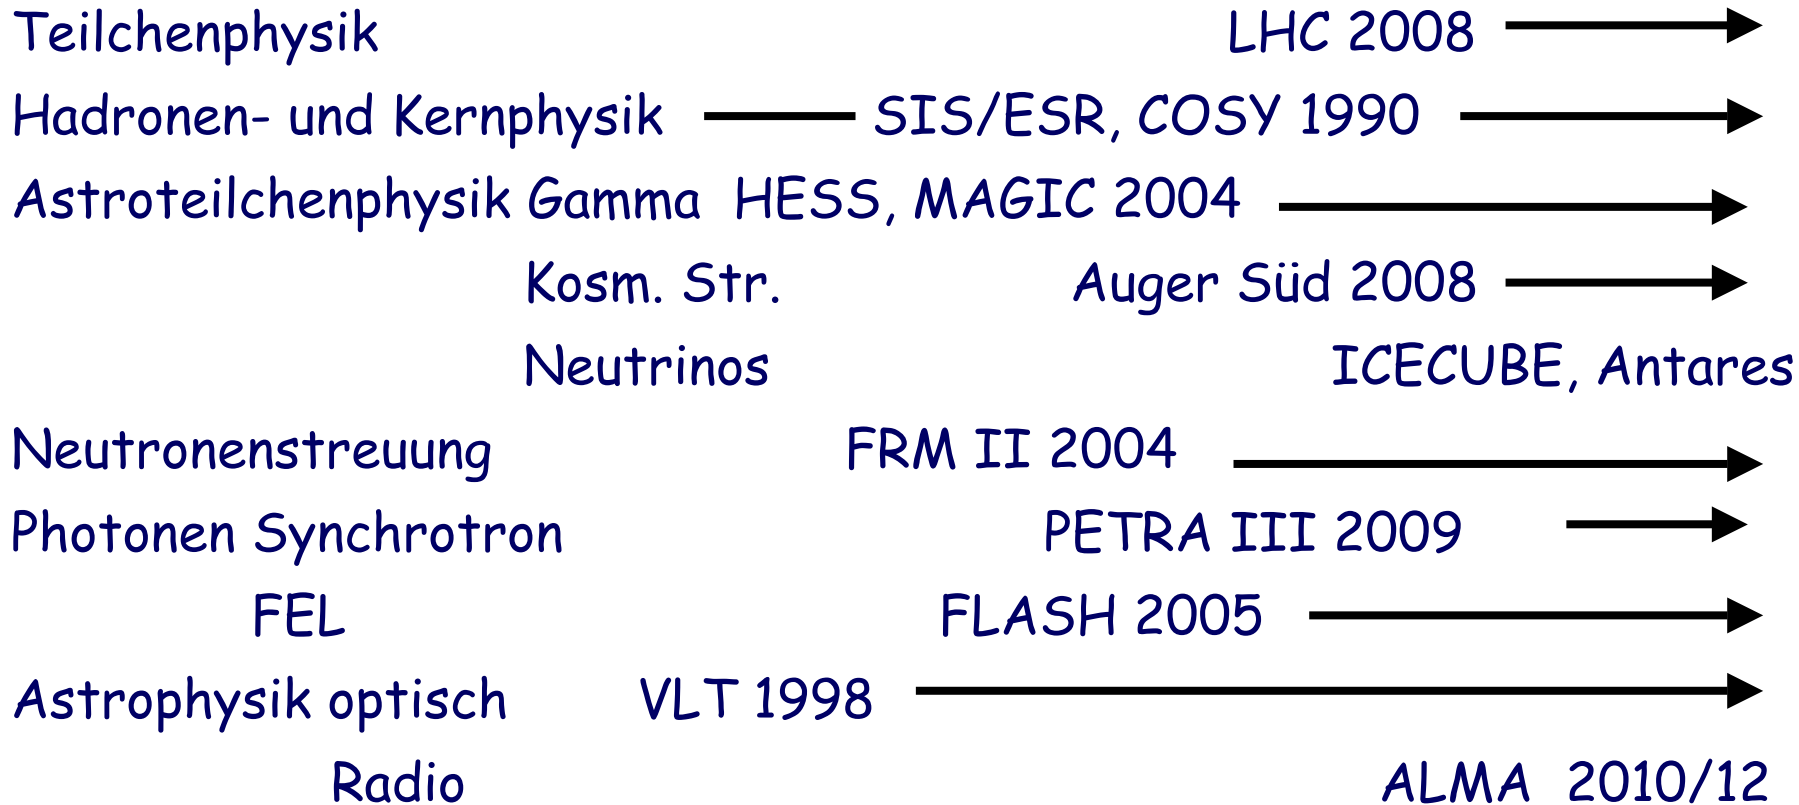 Teilchenphysik LHC 2008
Hadronen- und Kernphysik SIS/ESR, COSY 1990
Astroteilchenphysik Gamma HESS, MAGIC 2004
Kosm. Str. Auger Süd 2008
Neutrinos ICECUBE, Antares
Neutronenstreuung FRM II 2004
Photonen Synchrotron PETRA III 2009
FEL FLASH 2005
Astrophysik optisch VLT 1998
Radio ALMA 2010/12